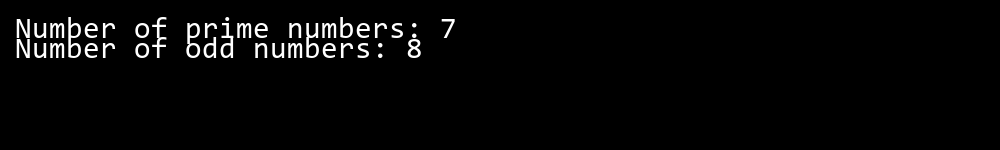 Number of prime numbers: 7
Number of odd numbers: 8